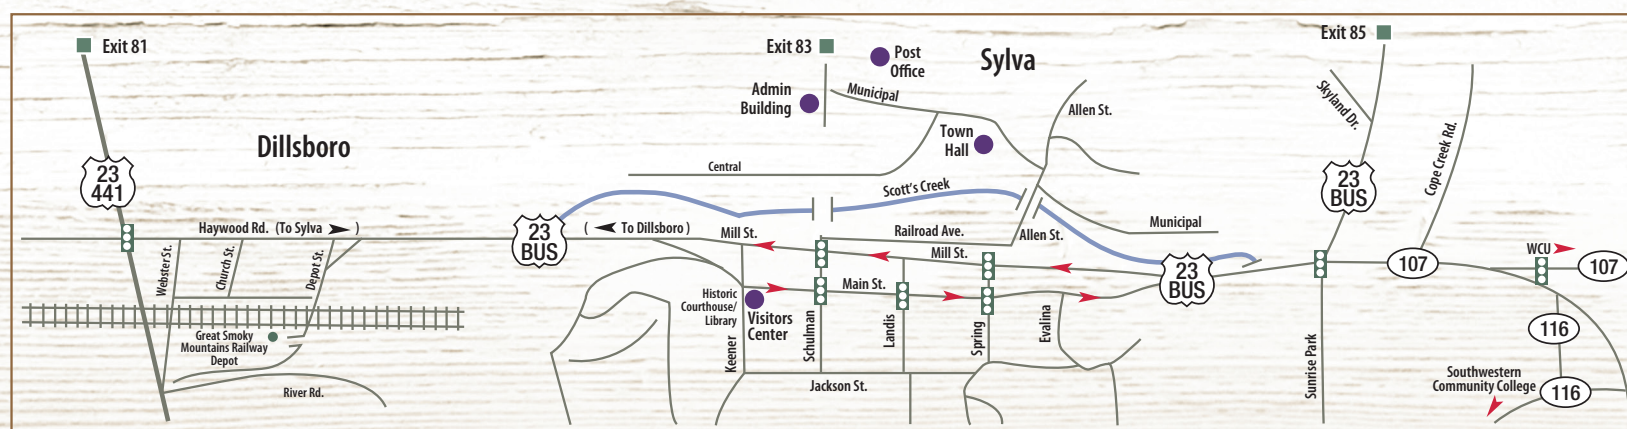 Exit 81
Dillsboro
23
441
Haywood Rd. (To Sylva )
Webster St.
Church St.
Depot St.
Great Smoky
Mountains Railway
Depot
River Rd.
Exit 83
Post
Office
Sylva
Admin
Building
Municipal
Allen St.
Town
Hall
Central
Scott's Creek
23
BUS
( To Dillsboro )
Mill St.
Railroad Ave.
Allen St.
Municipal
Mill St.
Main St.
Historic
Courthouse/
Library
Visitors
Center
Keener
Schulman
Landis
Spring
Evalina
Jackson St.
23
BUS
Exit 85
Skyland Dr.
Cope Creek Rd.
23
BUS
107
WCU
107
Sunrise Park
116
Southwestern
Community College
116